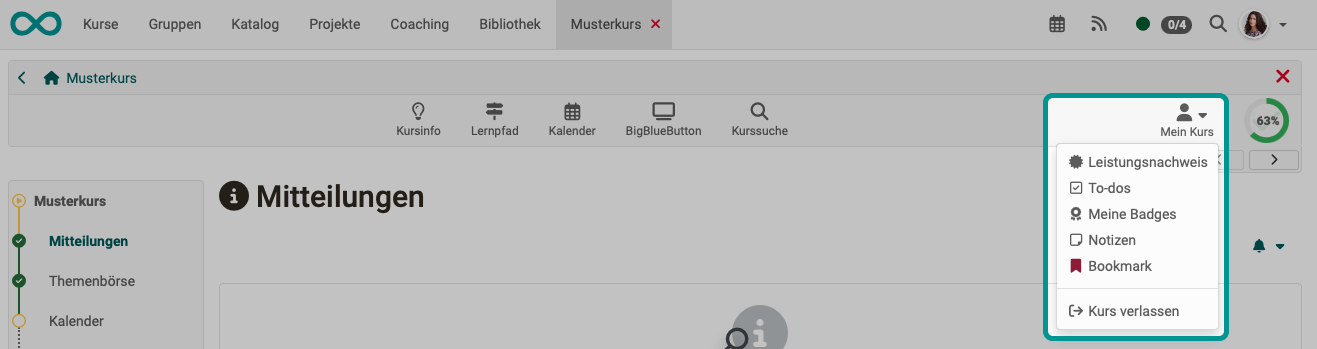 Kurse Gruppen Katalog Projekte Coaching Bibliothek Musterkurs 0/4
Musterkurs
Kursinfo Lernpfad Kalender BigBlueButton Kurssuche Mein Kurs 63%
Leistungsnachweis
To-dos
Meine Badges
Notizen
Bookmark
Kurs verlassen
Musterkurs
Mitteilungen
Themenbörse
Kalender
Mitteilungen